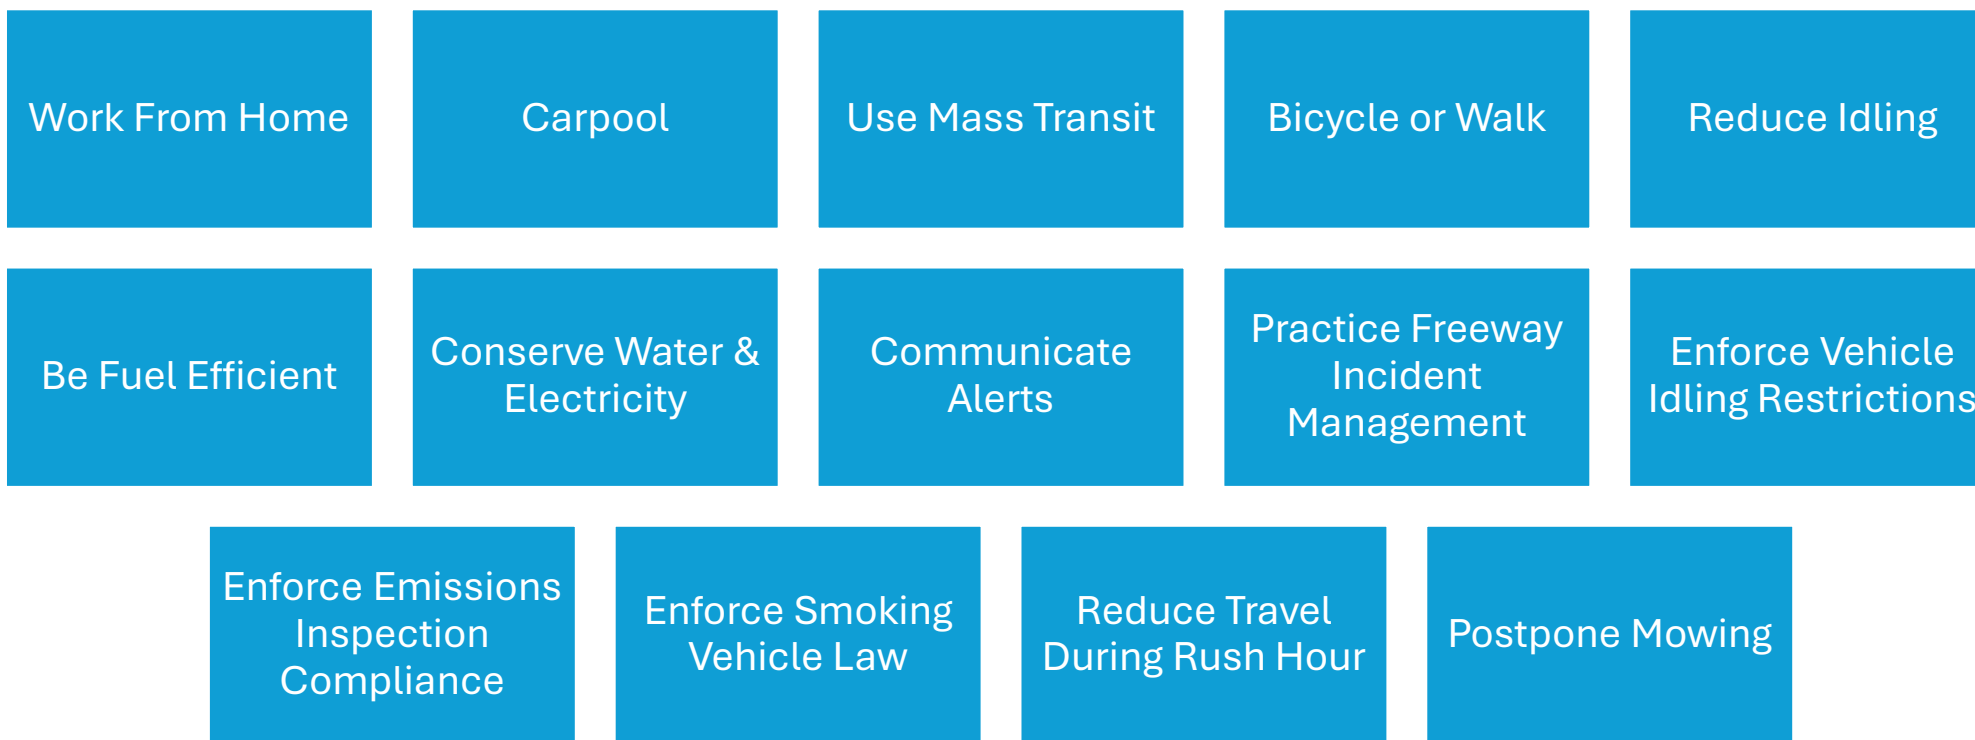 Work From Home
Carpool
Use Mass Transit
Bicycle or Walk
Reduce Idling
Be Fuel Efficient
Conserve Water &
Electricity
Communicate
Alerts
Practice Freeway
Incident
Management
Enforce Vehicle
Idling Restrictions
Enforce Emissions
Inspection
Compliance
Enforce Smoking
Vehicle Law
Reduce Travel
During Rush Hour
Postpone Mowing